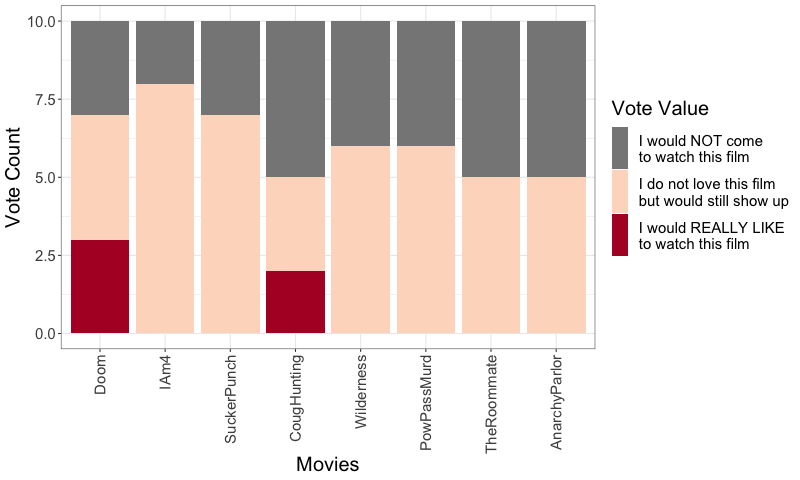 10.0
7.5
5.0
2.5
0.0
Vote Count
Doom
IAm4
SuckerPunch
CougHunting
Wilderness
PowPassMurd
TheRoommate
AnarchyParlor
Movies
Vote Value
I would NOT come
to watch this film
I do not love this film
but would still show up
I would REALLY LIKE
to watch this film